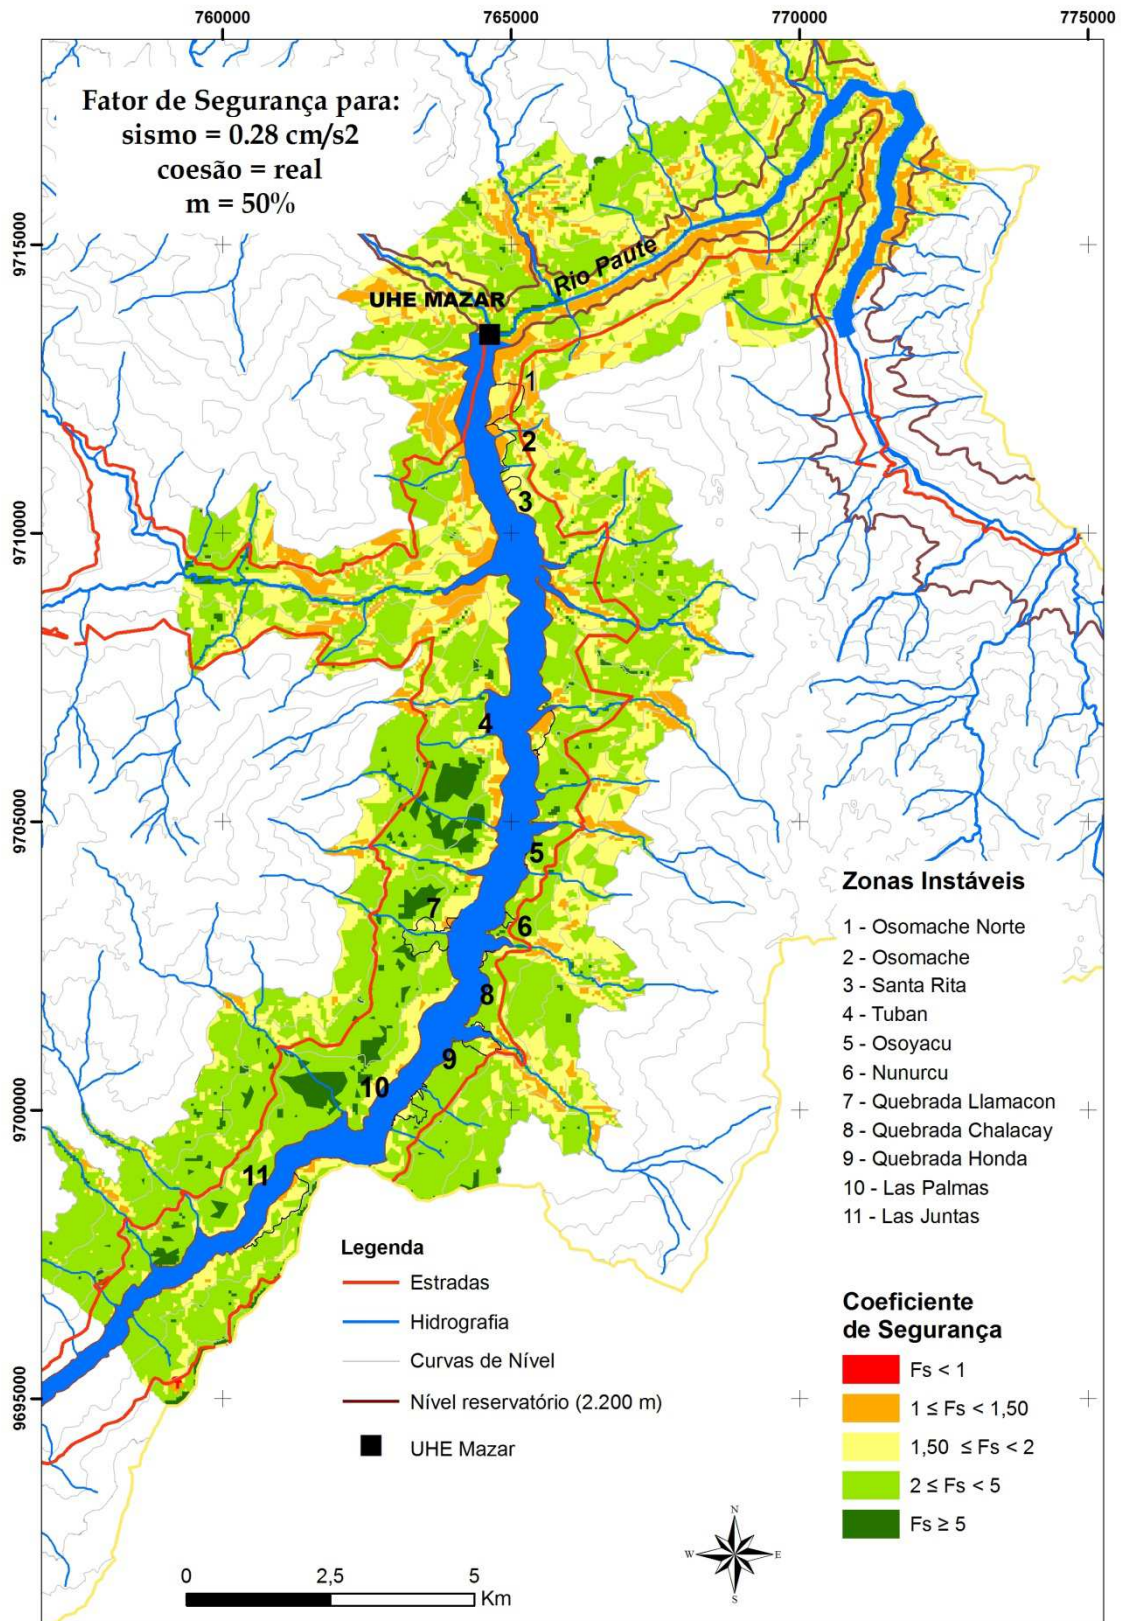 760000
765000
770000
775000
Fator de Segurança para:
sismo = 0.28 cm/s2
coesão = real
m = 50%
9715000
9710000
9705000
9700000
9695000
Rio Paute
UHE MAZAR
1
2
3
4
5
7
6
8
9
10
11
Zonas Instáveis
1 - Osomache Norte
2 - Osomache
3 - Santa Rita
4 - Tuban
5 - Osoyacu
6 - Nunurcu
7 - Quebrada Llamacon
8 - Quebrada Chalacay
9 - Quebrada Honda
10 - Las Palmas
11 - Las Juntas
Legenda
Estradas
Hidrografia
Curvas de Nível
Nível reservatório (2.200 m)
UHE Mazar
Coeficiente
de Segurança
Fs < 1
1 ≤ Fs < 1,50
1,50 ≤ Fs < 2
2 ≤ Fs < 5
Fs ≥ 5
N
W E
S
0 2,5 5
Km